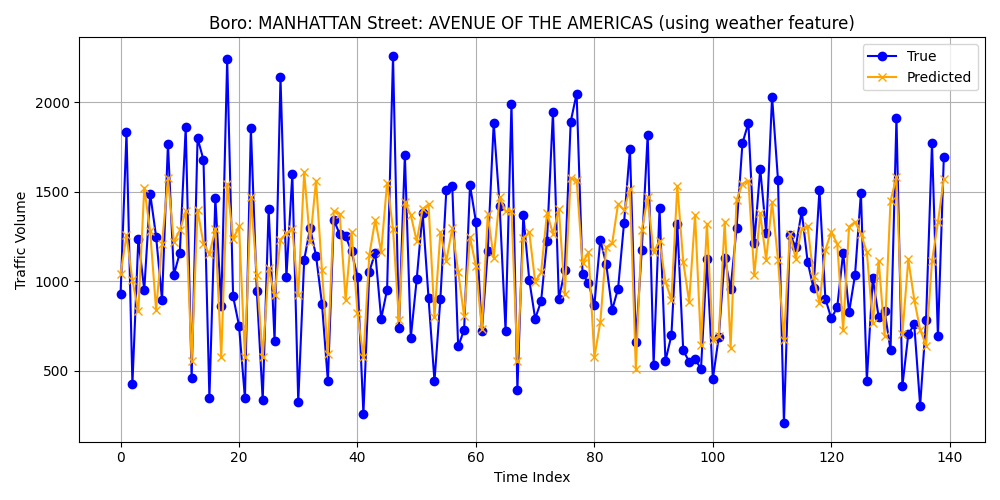 Boro: MANHATTAN Street: AVENUE OF THE AMERICAS (using weather feature)
True
Predicted
Traffic Volume
2000
1500
1000
500
0 20 40 60 80 100 120 140
Time Index